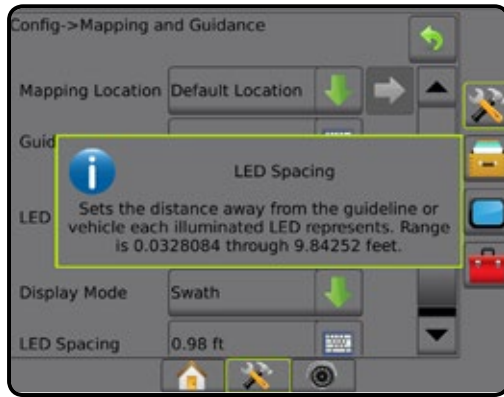 Config->Mapping and Guidance
Mapping Location Default Location
Guid
LED Spacing
Sets the distance away from the guideline or
vehicle each illuminated LED represents. Range
is 0.0328084 through 9.84252 feet.
LED
Display Mode Swath
LED Spacing 0.98 ft